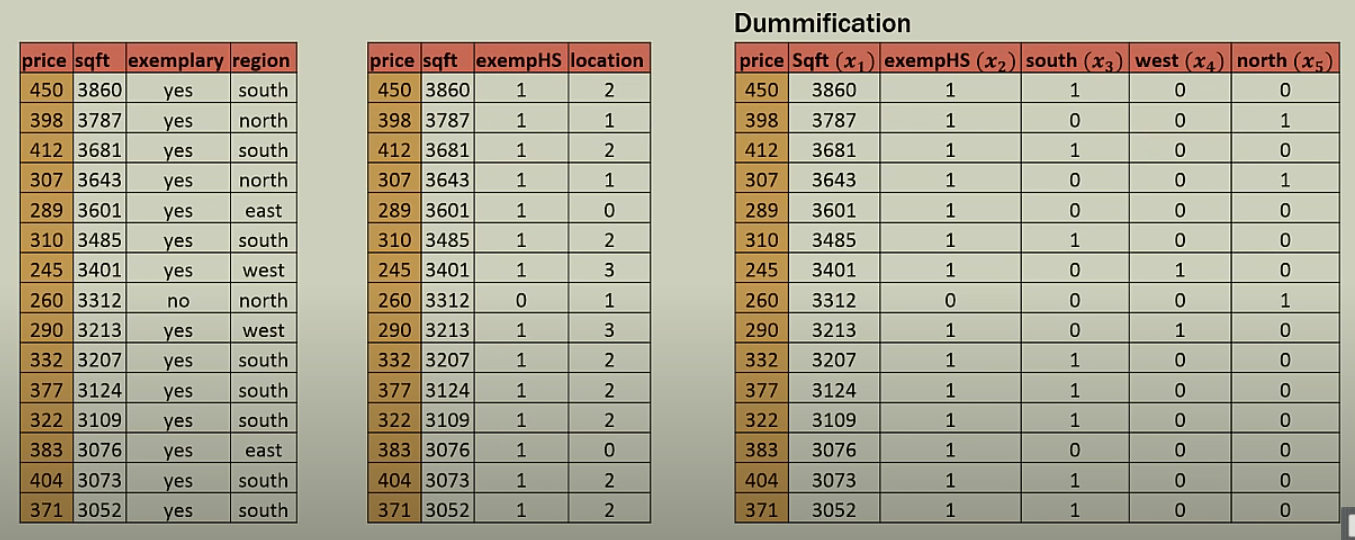 Dummification
price sqft exemplary region
450 3860 yes south
398 3787 yes north
412 3681 yes south
307 3643 yes north
289 3601 yes east
310 3485 yes south
245 3401 yes west
260 3312 no north
290 3213 yes west
332 3207 yes south
377 3124 yes south
322 3109 yes south
383 3076 yes east
404 3073 yes south
371 3052 yes south
price sqft exempHS location
450 3860 1 2
398 3787 1 1
412 3681 1 2
307 3643 1 1
289 3601 1 0
310 3485 1 2
245 3401 1 3
260 3312 0 1
290 3213 1 3
332 3207 1 2
377 3124 1 2
322 3109 1 2
383 3076 1 0
404 3073 1 2
371 3052 1 2
price Sqft (x₁) exempHS (x₂) south (x₃) west (x₄) north (x₅)
450 3860 1 1 0 0
398 3787 1 0 0 1
412 3681 1 1 0 0
307 3643 1 0 0 1
289 3601 1 0 0 0
310 3485 1 1 0 0
245 3401 1 0 1 0
260 3312 0 0 0 1
290 3213 1 0 1 0
332 3207 1 1 0 0
377 3124 1 1 0 0
322 3109 1 1 0 0
383 3076 1 0 0 0
404 3073 1 1 0 0
371 3052 1 1 0 0